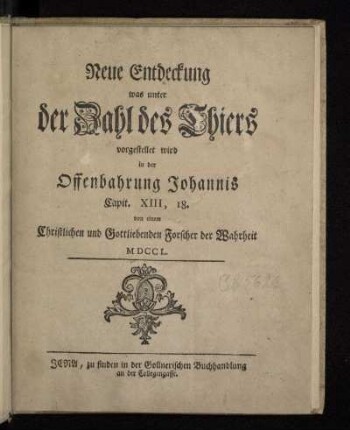 Neue Entdeckung
was unter
der Zahl des Thiers
vorgestellet wird
in der
Offenbahrung Johannis
Capit. XIII, 18.
von einem
Christlichen und Gottliebenden Forscher der Wahrheit
MDCCL.
JENA, zu finden in der Gollnerischen Buchhandlung
an der Collegengasse.